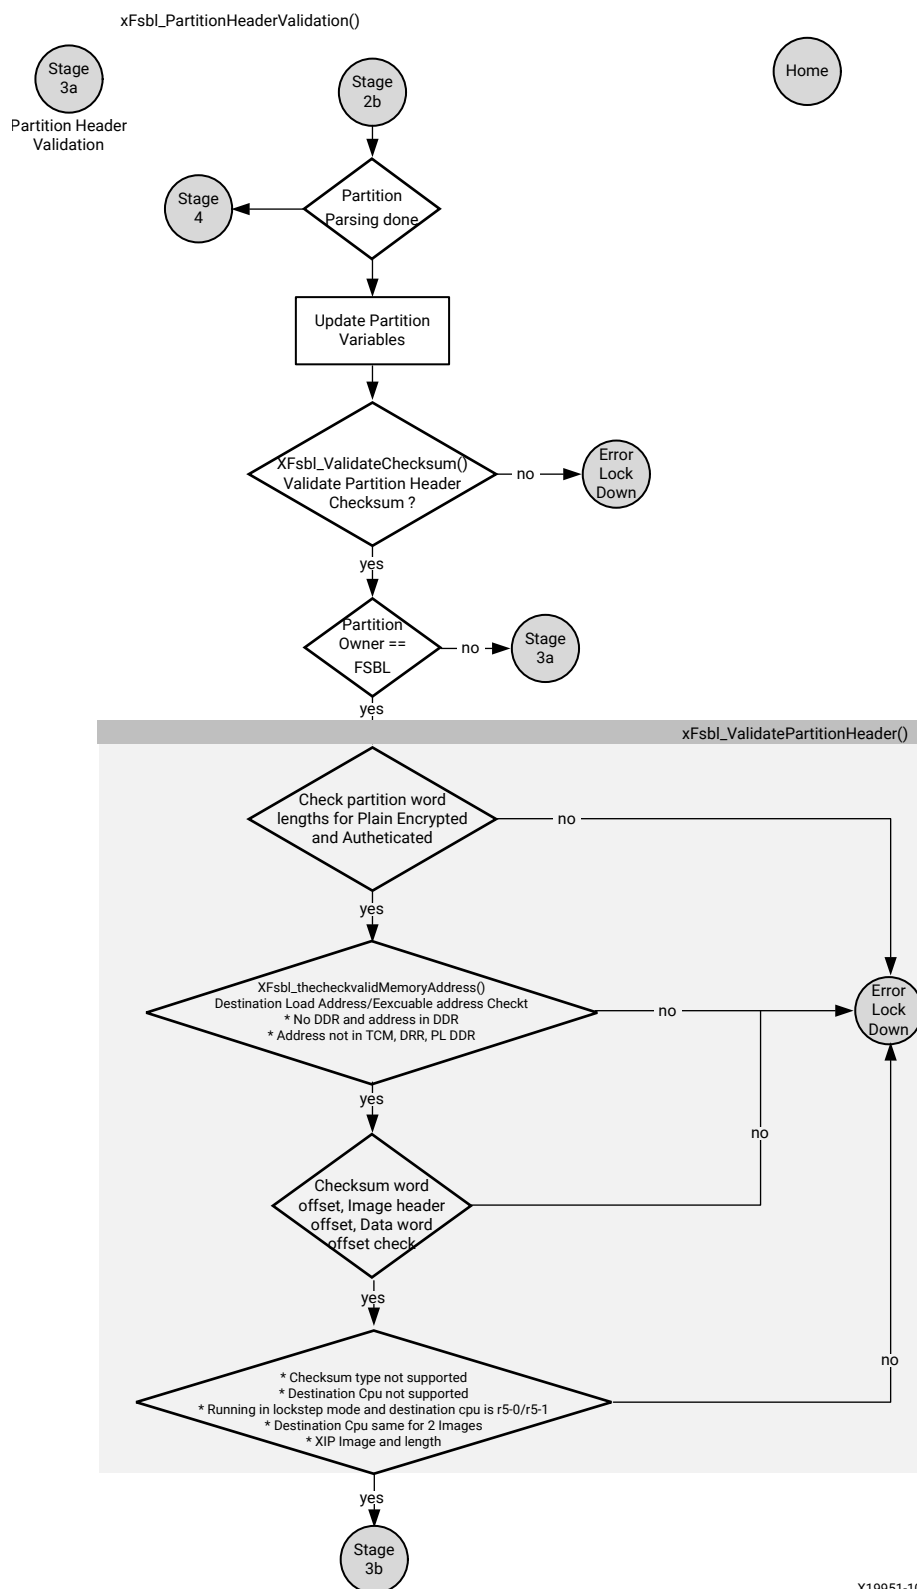 xFsbl_PartitionHeaderValidation()
Stage
3a
Partition Header
Validation
Stage
2b
Home
Partition
Parsing done
Stage
4
Update Partition
Variables
XFsbl_ValidateChecksum()
Validate Partition Header
Checksum ?
no
Error
Lock
Down
yes
Partition
Owner ==
FSBL
no
Stage
3a
yes
xFsbl_ValidatePartitionHeader()
Check partition word
lengths for Plain Encrypted
and Autheticated
no
yes
XFsbl_thecheckvalidMemoryAddress()
Destination Load Address/Eexcuable address Checkt
* No DDR and address in DDR
* Address not in TCM, DRR, PL DDR
no
Error
Lock
Down
yes
no
Checksum word
offset, Image header
offset, Data word
offset check
yes
no
* Checksum type not supported
* Destination Cpu not supported
* Running in lockstep mode and destination cpu is r5-0/r5-1
* Destination Cpu same for 2 Images
* XIP Image and length
yes
Stage
3b